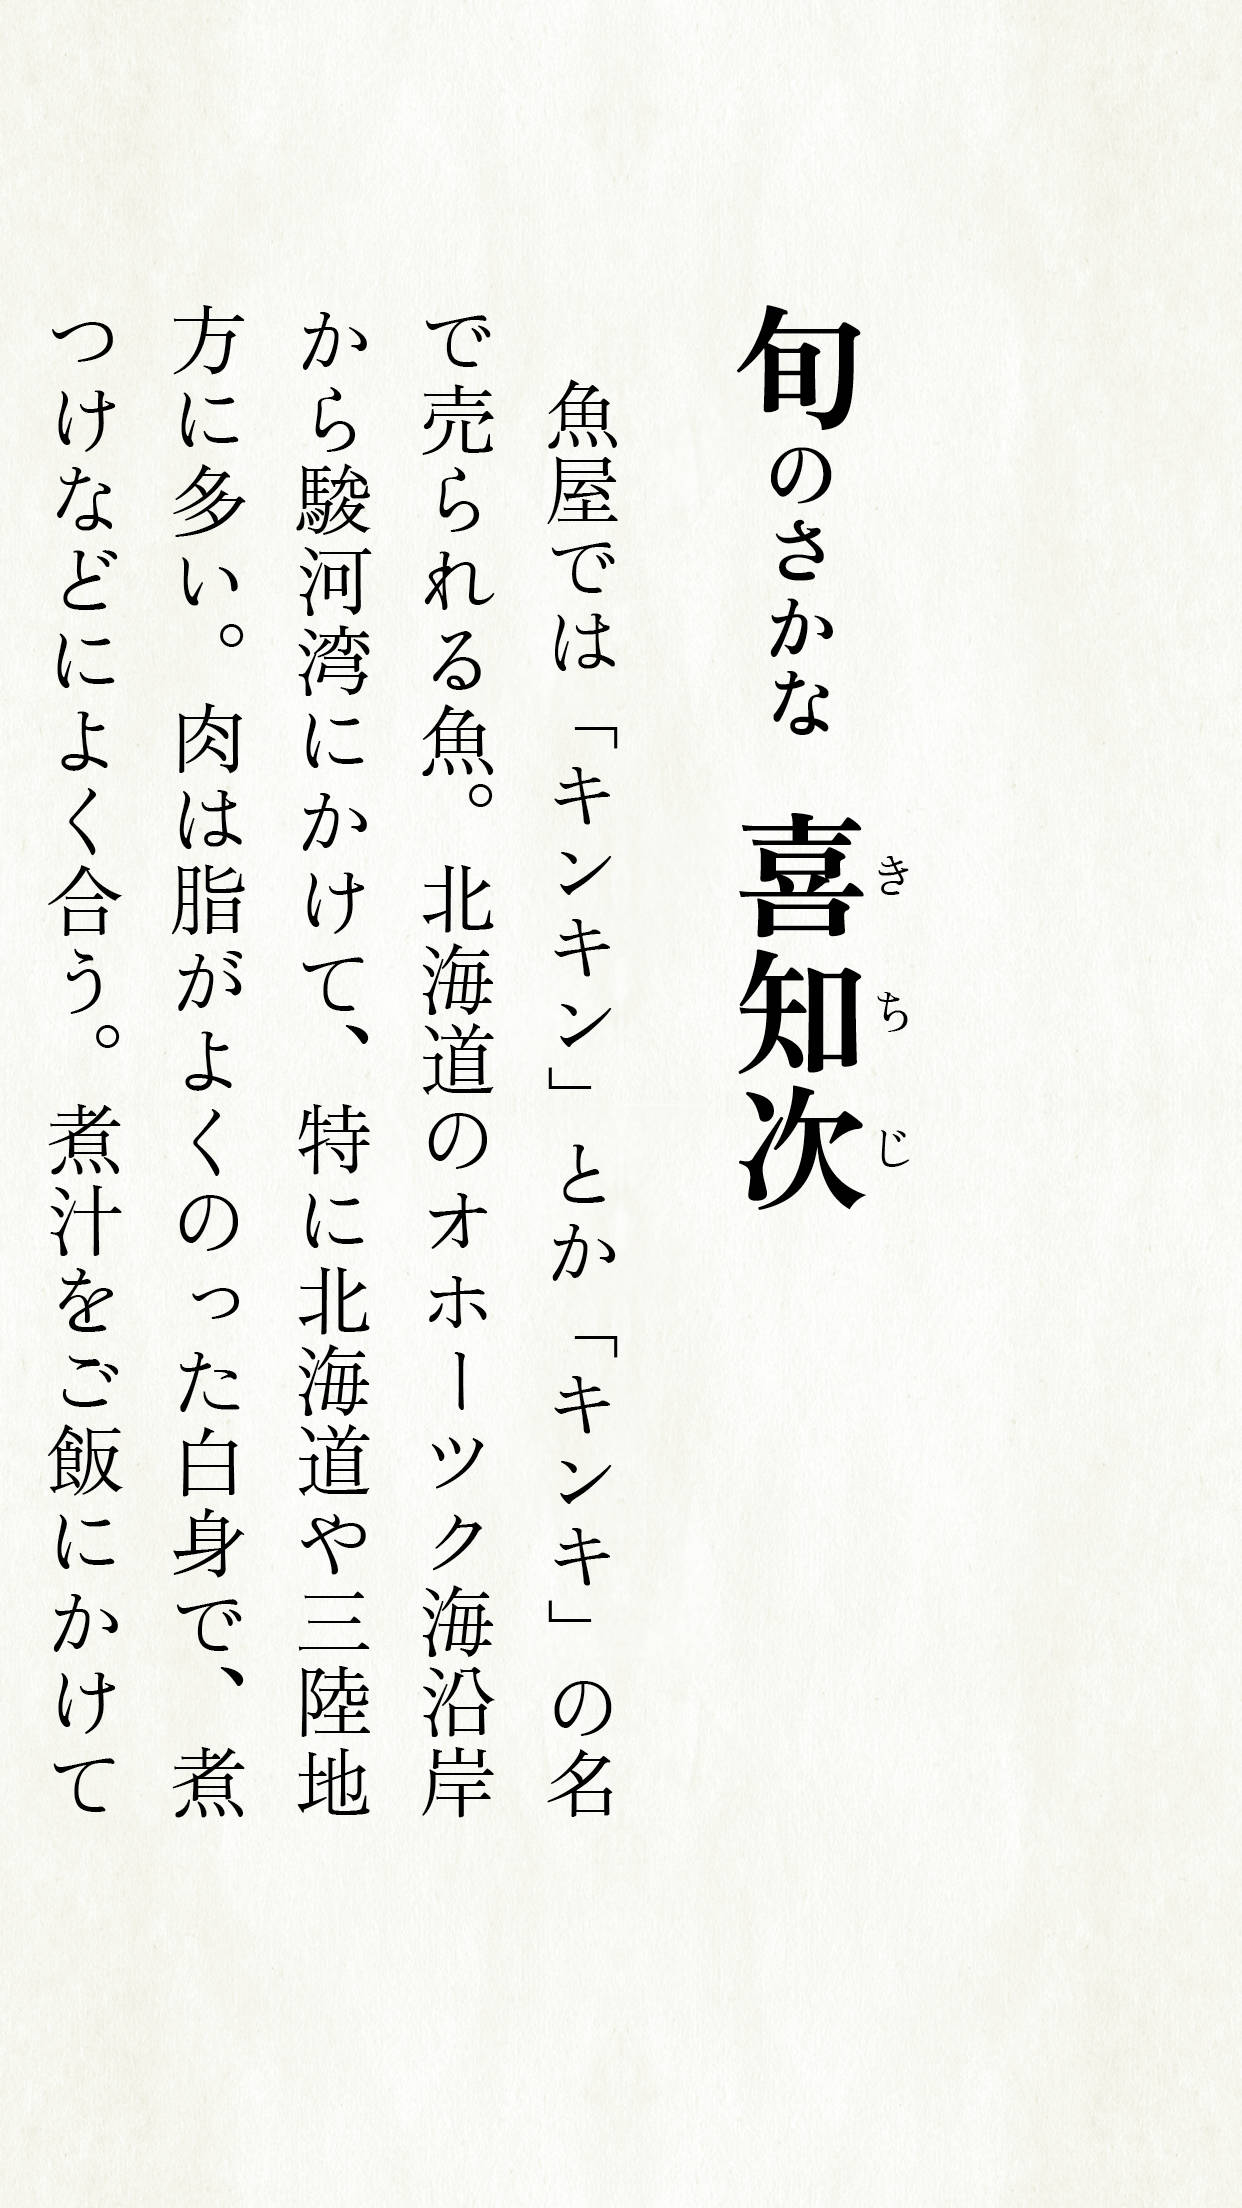 旬のさかな 喜知次
きちじ
魚屋では「キンキン」とか「キンキ」の名
で売られる魚。北海道のオホーツク海沿岸
から駿河湾にかけて、特に北海道や三陸地
方に多い。肉は脂がよくのった白身で、煮
つけなどによく合う。煮汁をご飯にかけて